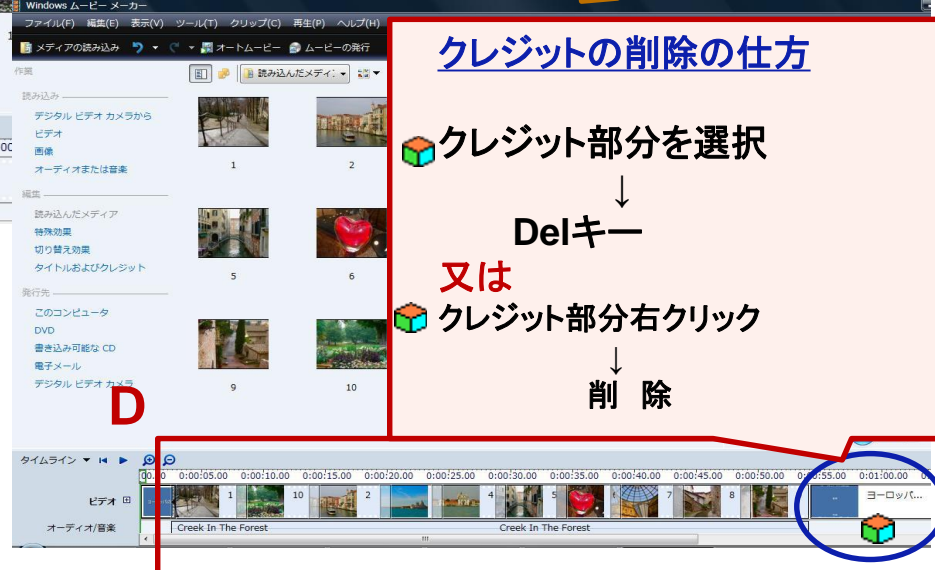 Windows ムービー メーカー
ファイル(F) 編集(E) 表示(V) ツール(T) クリップ(C) 再生(P) ヘルプ(H)
メディアの読み込み オートムービー ムービーの発行
作業
読み込んだメディ
読み込み
デジタル ビデオ カメラから
ビデオ
画像
オーディオまたは音楽
編集
読み込んだメディア
特殊効果
切り替え効果
タイトルおよびクレジット
発行先
このコンピュータ
DVD
書き込み可能な CD
電子メール
デジタル ビデオ カメラ
1 2
5 6
9 10
D
クレジットの削除の仕方
クレジット部分を選択
↓
Delキー
又は
クレジット部分右クリック
↓
削 除
タイムライン
00.00 0:00:05.00 0:00:10.00 0:00:15.00 0:00:20.00 0:00:25.00 0:00:30.00 0:00:35.00 0:00:40.00 0:00:45.00 0:00:50.00 0:00:55.00 0:01:00.00
ビデオ 1 10 2 4 5 7 8 ヨーロッパ...
オーディオ/音楽 Creek In The Forest Creek In The Forest